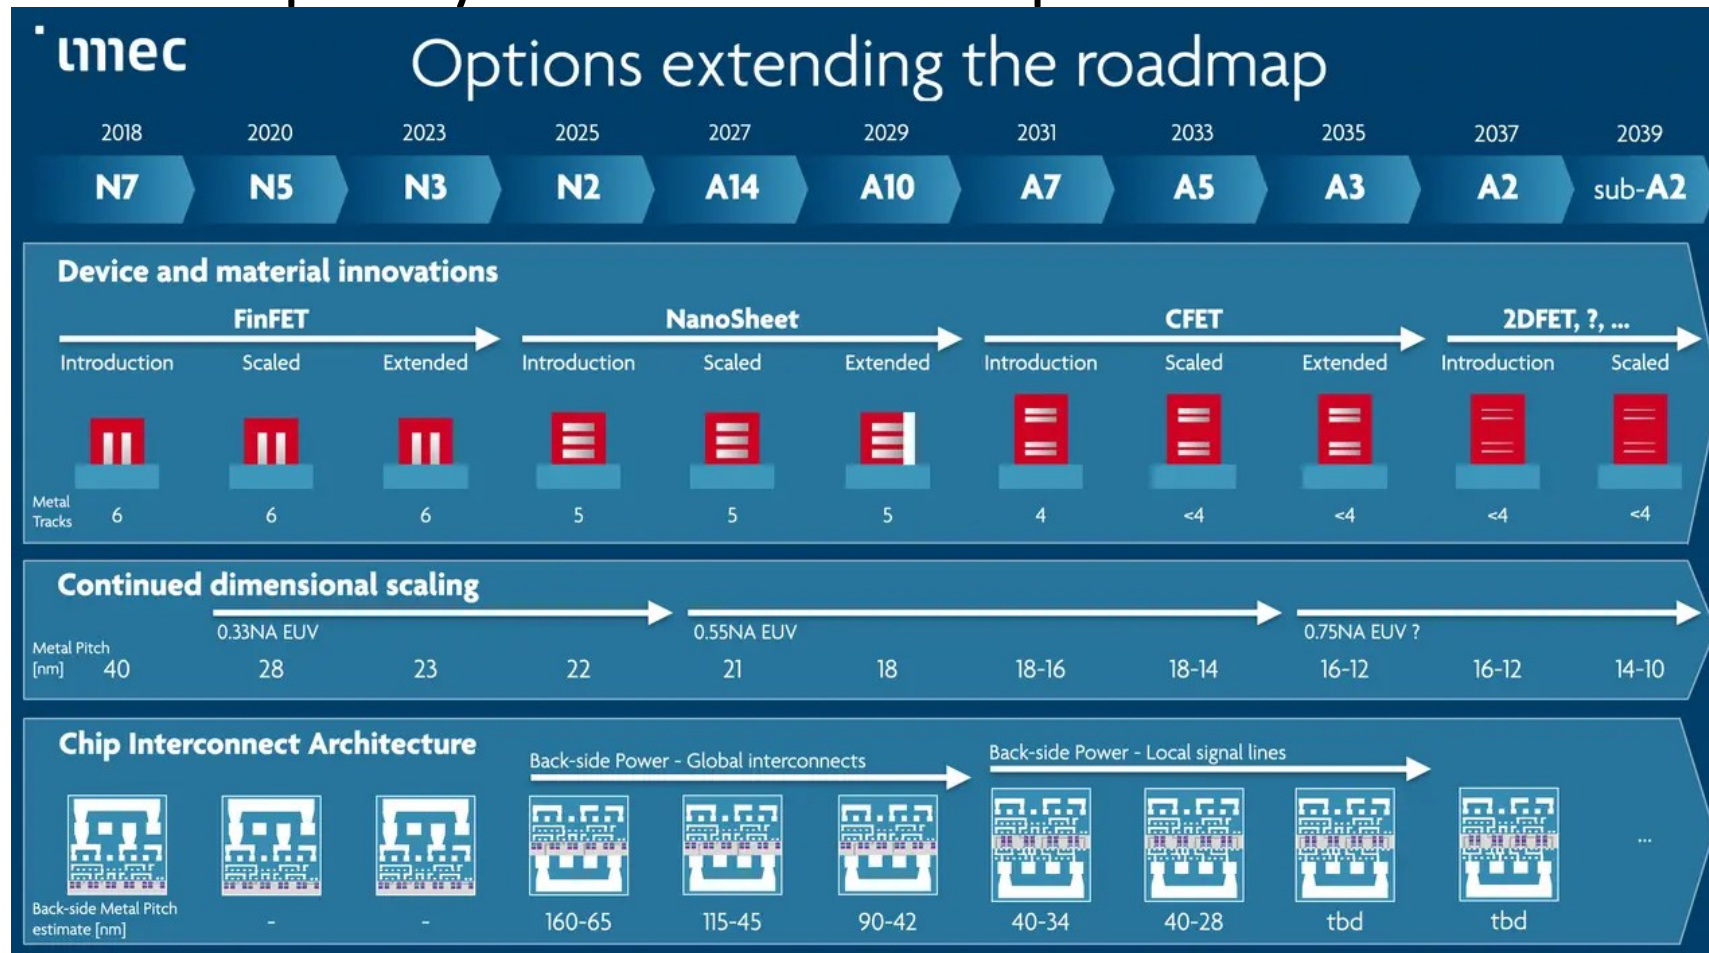 imec
Options extending the roadmap
2018 2020 2023 2025 2027 2029 2031 2033 2035 2037 2039
N7 N5 N3 N2 A14 A10 A7 A5 A3 A2 sub-A2
Device and material innovations
FinFET NanoSheet CFET 2DFET, ?, ...
Introduction Scaled Extended Introduction Scaled Extended Introduction Scaled Extended Introduction Scaled
Metal
Tracks 6 6 6 5 5 5 4 <4 <4 <4 <4
Continued dimensional scaling
0.33NA EUV 0.55NA EUV 0.75NA EUV ?
Metal Pitch
[nm] 40 28 23 22 21 18 18-16 18-14 16-12 16-12 14-10
Chip Interconnect Architecture
Back-side Power - Global interconnects Back-side Power - Local signal lines
...
Back-side Metal Pitch
estimate [nm] - - 160-65 115-45 90-42 40-34 40-28 tbd tbd